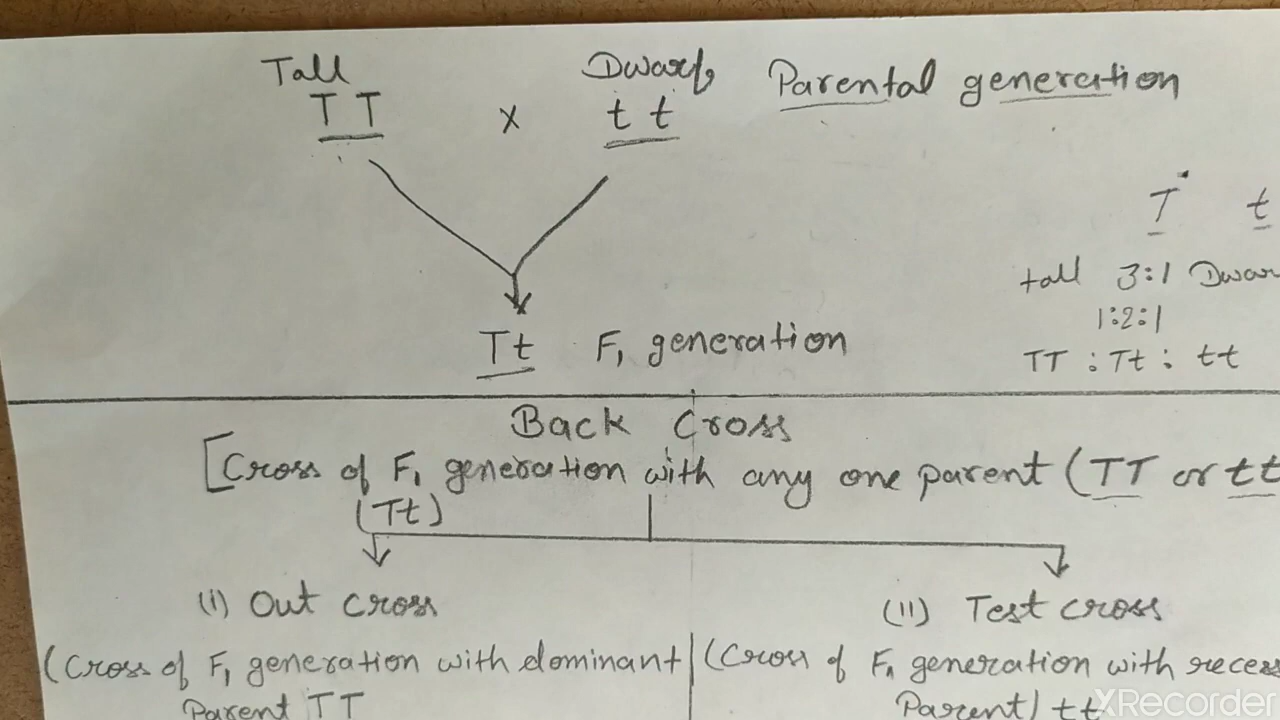 Tall Dwarf Parental generation
TT x tt
T t
tall 3:1 Dwar
1:2:1
TT : Tt : tt
Tt F1 generation
Back Cross
[Cross of F1 generation with any one parent (TT or tt
(Tt)
(i) Out cross
(Cross of F1 generation with dominant
Parent TT
(ii) Test cross
(Cross of F1 generation with recess
Parent) tt
XRecorder